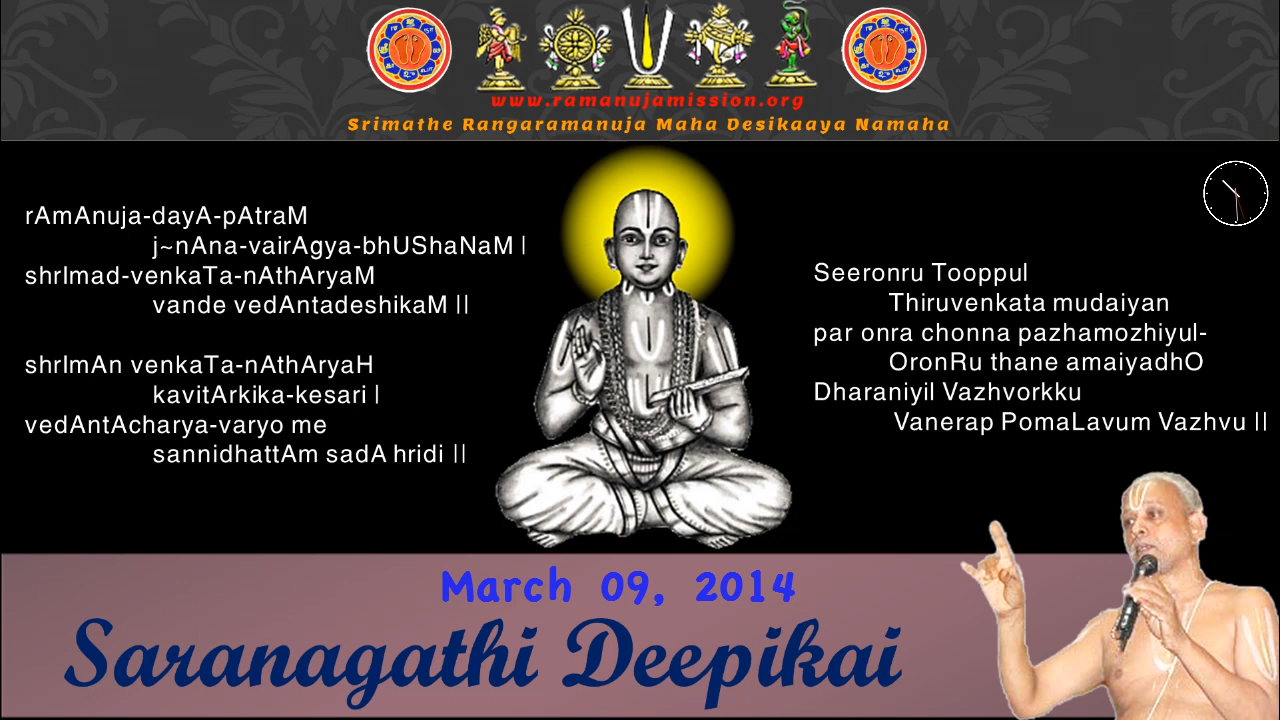 www.ramanujamission.org
Srimathe Rangaramanuja Maha Desikaaya Namaha
rAmAnuja-dayA-pAtraM
j~nAna-vairAgya-bhUShaNaM |
shrImad-venkaTa-nAthAryaM
vande vedAntadeshikaM ||
shrImAn venkaTa-nAthAryaH
kavitArkika-kesari |
vedAntAcharya-varyo me
sannidhattAm sadA hridi ||
Seeronru Tooppul
Thiruvenkata mudaiyan
par onra chonna pazhamozhiyul-
OronRu thane amaiyadhO
Dharaniyil Vazhvorkku
Vanerap PomaLavum Vazhvu ||
March 09, 2014
Saranagathi Deepikai